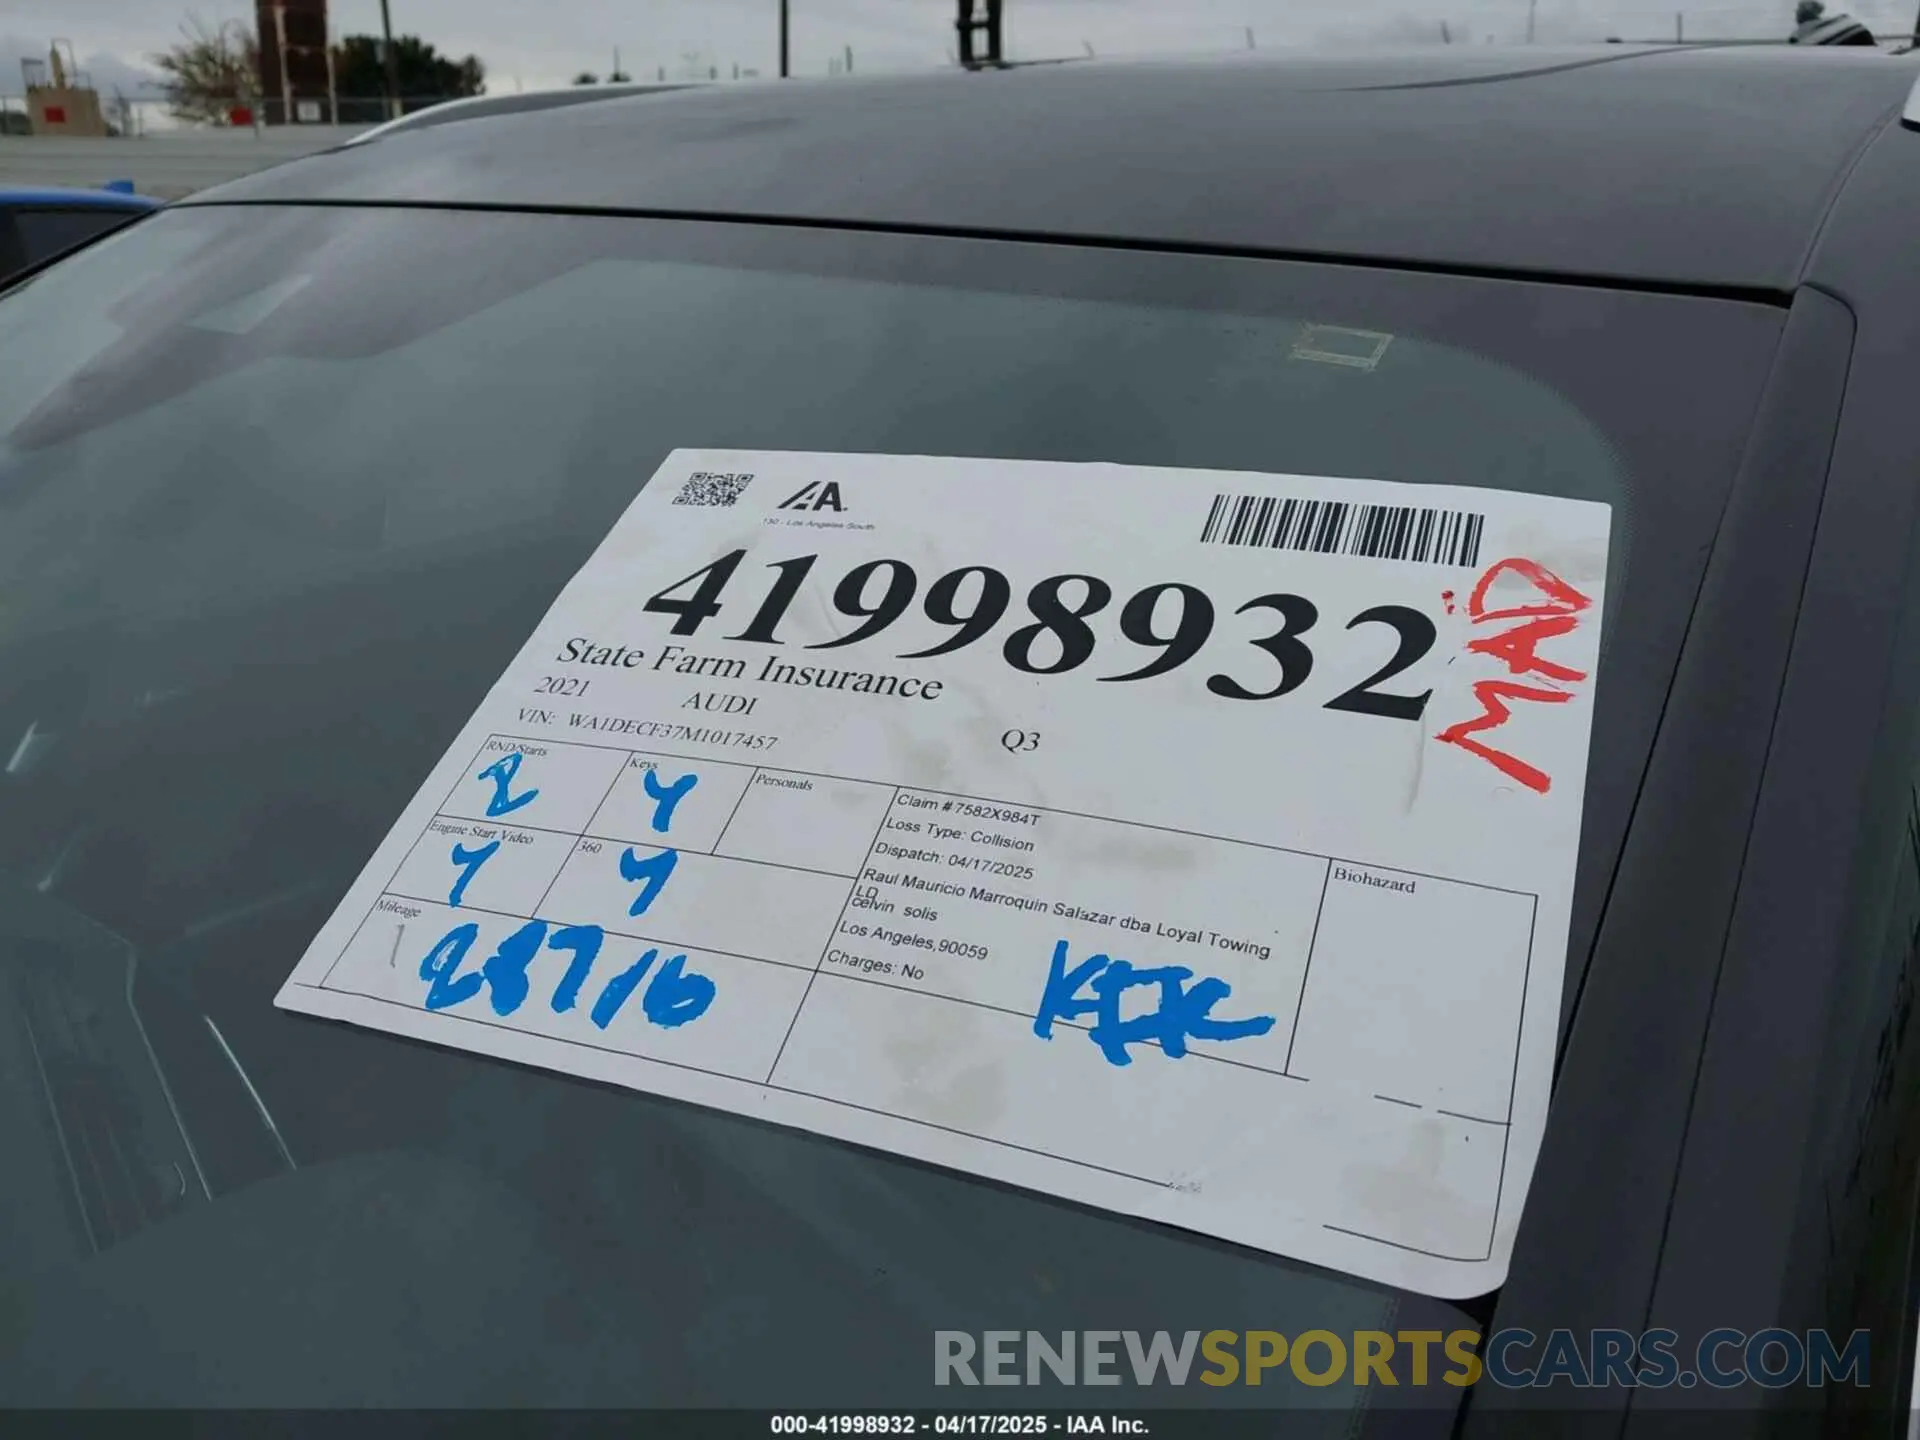 IAA
130 - Los Angeles South
41998932
MAD
State Farm Insurance
2021 AUDI Q3
VIN: WA1DECF37M1017457
RND/Starts
Keys
Y
Personals
Engine Start Video
Y
360
Y
Mileage
Claim # 7582X984T
Loss Type: Collision
Dispatch: 04/17/2025
Raul Mauricio Marroquin Salazar dba Loyal Towing
LD
celvin solis
Los Angeles,90059
Charges: No
Biohazard
RENEWSPORTSCARS.COM
000-41998932 - 04/17/2025 - IAA Inc.